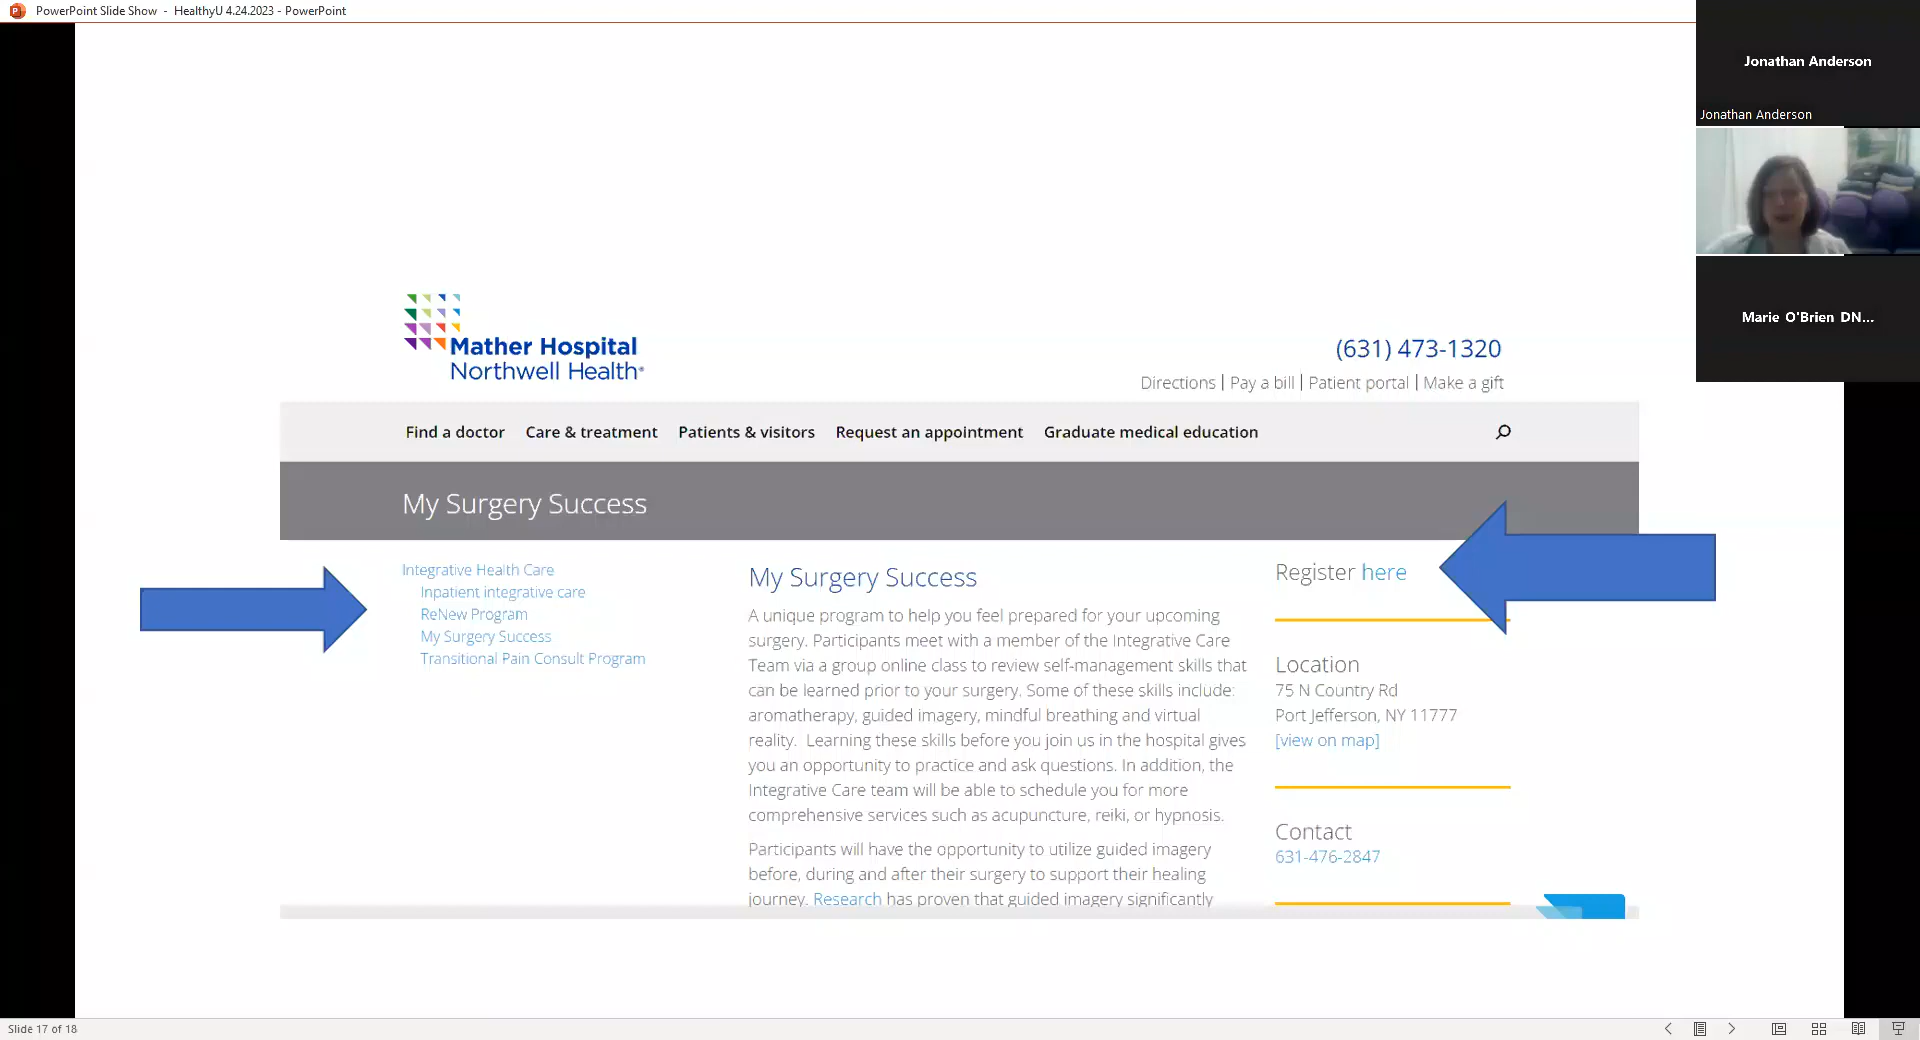 PowerPoint Slide Show - HealthyU 4.24.2023 - PowerPoint
Jonathan Anderson
Jonathan Anderson
Marie O'Brien DN...
Mather Hospital
Northwell Health®
(631) 473-1320
Directions | Pay a bill | Patient portal | Make a gift
Find a doctor Care & treatment Patients & visitors Request an appointment Graduate medical education
My Surgery Success
Integrative Health Care
Inpatient integrative care
ReNew Program
My Surgery Success
Transitional Pain Consult Program
My Surgery Success
A unique program to help you feel prepared for your upcoming
surgery. Participants meet with a member of the Integrative Care
Team via a group online class to review self-management skills that
can be learned prior to your surgery. Some of these skills include:
aromatherapy, guided imagery, mindful breathing and virtual
reality. Learning these skills before you join us in the hospital gives
you an opportunity to practice and ask questions. In addition, the
Integrative Care team will be able to schedule you for more
comprehensive services such as acupuncture, reiki, or hypnosis.
Participants will have the opportunity to utilize guided imagery
before, during and after their surgery to support their healing
journey. Research has proven that guided imagery significantly
Register here
Location
75 N Country Rd
Port Jefferson, NY 11777
[view on map]
Contact
631-476-2847
Slide 17 of 18